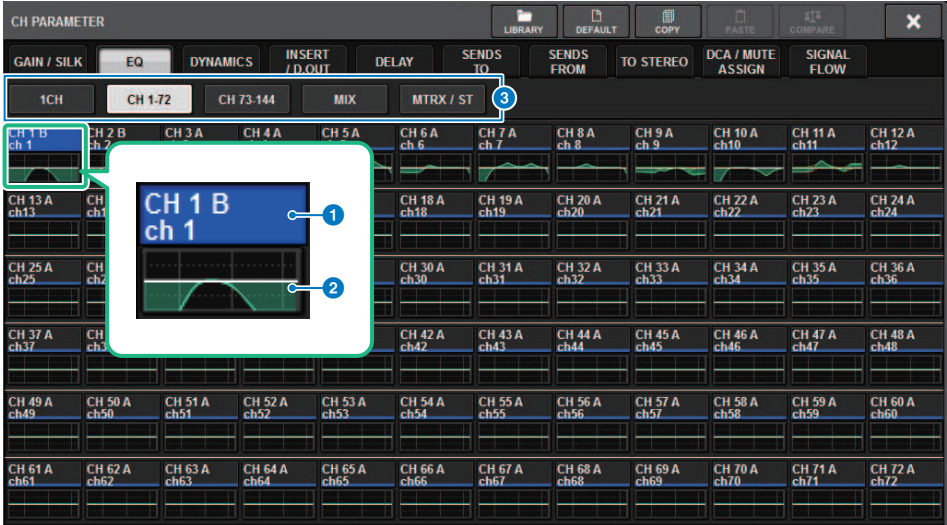 CH PARAMETER LIBRARY DEFAULT COPY PASTE COMPARE
GAIN / SILK EQ DYNAMICS INSERT / D.OUT DELAY SENDS TO SENDS FROM TO STEREO DCA / MUTE ASSIGN SIGNAL FLOW
1CH CH 1-72 CH 73-144 MIX MTRX / ST 3
CH 1 B CH 2 B CH 3 A CH 4 A CH 5 A CH 6 A CH 7 A CH 8 A CH 9 A CH 10 A CH 11 A CH 12 A
ch 1 ch 2 ch 6 ch 7 ch 8 ch 9 ch10 ch11 ch12
CH 1 B 1
ch 1
2
CH 13 A CH CH 18 A CH 19 A CH 20 A CH 21 A CH 22 A CH 23 A CH 24 A
ch13 ch18 ch19 ch20 ch21 ch22 ch23 ch24
CH 25 A CH CH 30 A CH 31 A CH 32 A CH 33 A CH 34 A CH 35 A CH 36 A
ch25 ch30 ch31 ch32 ch33 ch34 ch35 ch36
CH 37 A CH CH 42 A CH 43 A CH 44 A CH 45 A CH 46 A CH 47 A CH 48 A
ch37 ch42 ch43 ch44 ch45 ch46 ch47 ch48
CH 49 A CH 50 A CH 51 A CH 52 A CH 53 A CH 54 A CH 55 A CH 56 A CH 57 A CH 58 A CH 59 A CH 60 A
ch49 ch50 ch51 ch52 ch53 ch54 ch55 ch56 ch57 ch58 ch59 ch60
CH 61 A CH 62 A CH 63 A CH 64 A CH 65 A CH 66 A CH 67 A CH 68 A CH 69 A CH 70 A CH 71 A CH 72 A
ch61 ch62 ch63 ch64 ch65 ch66 ch67 ch68 ch69 ch70 ch71 ch72